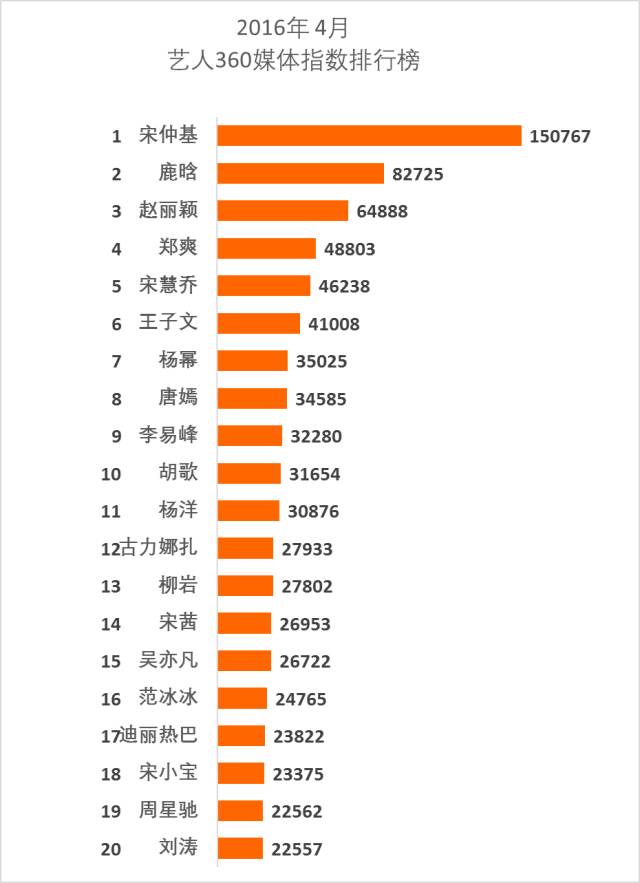 2016年 4月
艺人360媒体指数排行榜
1 宋仲基 150767
2 鹿晗 82725
3 赵丽颖 64888
4 郑爽 48803
5 宋慧乔 46238
6 王子文 41008
7 杨幂 35025
8 唐嫣 34585
9 李易峰 32280
10 胡歌 31654
11 杨洋 30876
12 古力娜扎 27933
13 柳岩 27802
14 宋茜 26953
15 吴亦凡 26722
16 范冰冰 24765
17 迪丽热巴 23822
18 宋小宝 23375
19 周星驰 22562
20 刘涛 22557